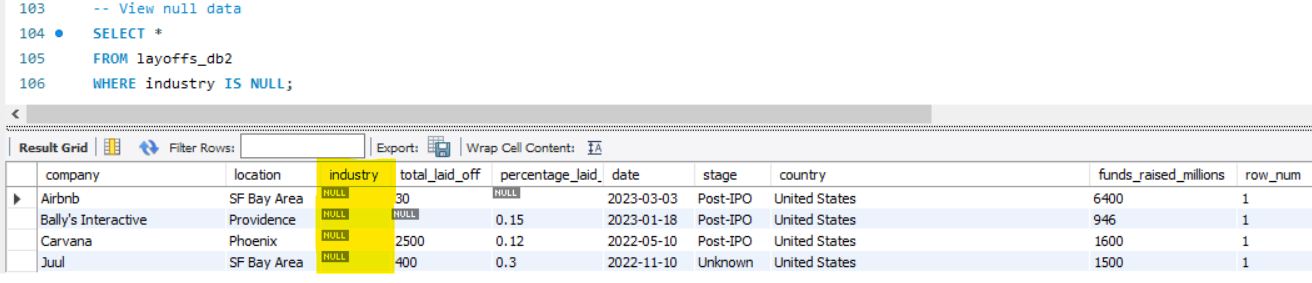 103 -- View null data
104 SELECT *
105 FROM layoffs_db2
106 WHERE industry IS NULL;
Result Grid Filter Rows: Export: Wrap Cell Content: IA
company location industry total_laid_off percentage_laid_ date stage country funds_raised_millions row_num
Airbnb SF Bay Area NULL 30 NULL 2023-03-03 Post-IPO United States 6400 1
Bally's Interactive Providence NULL NULL 0.15 2023-01-18 Post-IPO United States 946 1
Carvana Phoenix NULL 2500 0.12 2022-05-10 Post-IPO United States 1600 1
Juul SF Bay Area NULL 400 0.3 2022-11-10 Unknown United States 1500 1